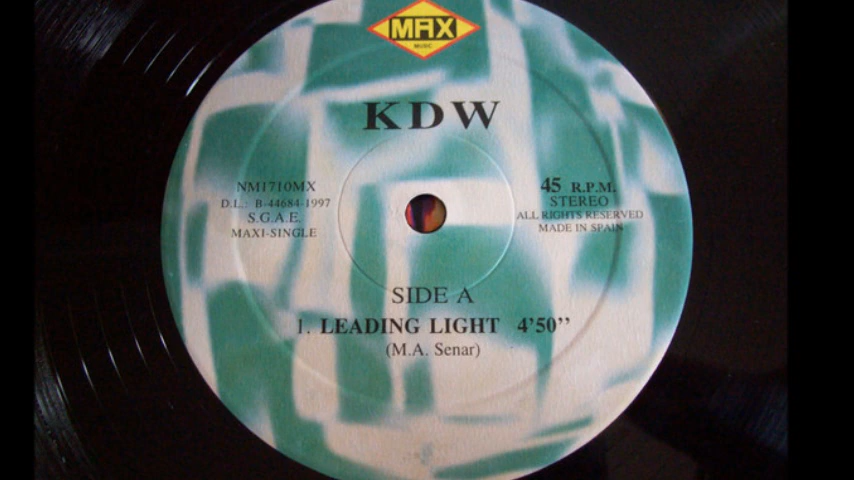 MAX
MUSIC
KDW
NM1710MX
D.L.: B-44684-1997
S.G.A.E.
MAXI-SINGLE
45 R.P.M.
STEREO
ALL RIGHTS RESERVED
MADE IN SPAIN
SIDE A
1. LEADING LIGHT 4'50''
(M.A. Senar)